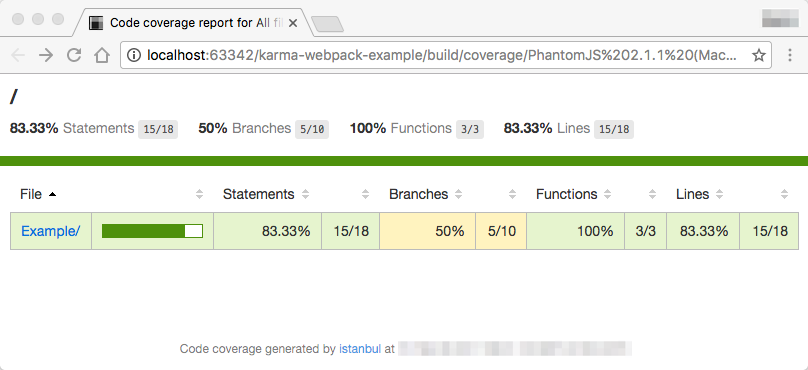 Code coverage report for All fi
localhost:63342/karma-webpack-example/build/coverage/PhantomJS%202.1.1%20(Mac...
/
83.33% Statements 15/18 50% Branches 5/10 100% Functions 3/3 83.33% Lines 15/18
File Statements Branches Functions Lines
Example/ 83.33% 15/18 50% 5/10 100% 3/3 83.33% 15/18
Code coverage generated by istanbul at